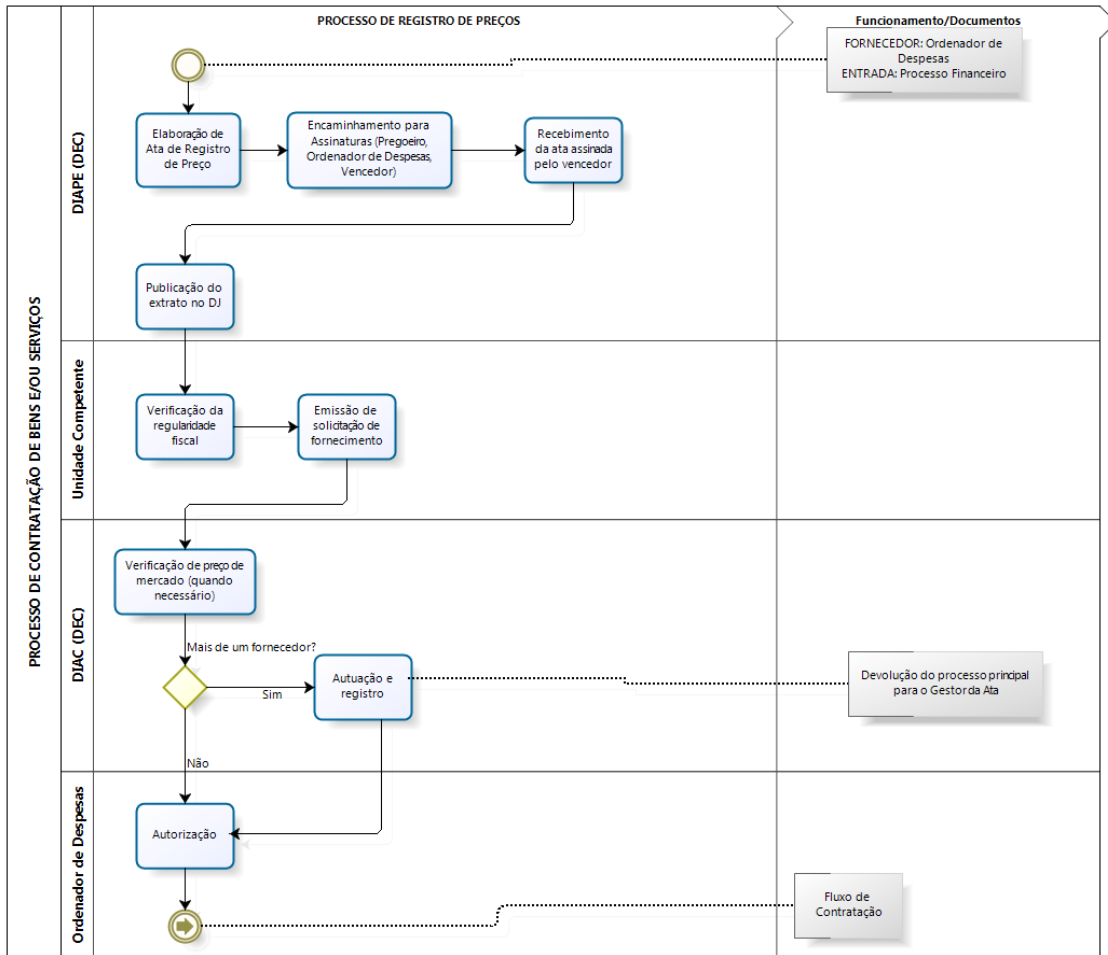 PROCESSO DE CONTRATAÇÃO DE BENS E/OU SERVIÇOS
PROCESSO DE REGISTRO DE PREÇOS
Funcionamento/Documentos
DIAPE (DEC)
FORNECEDOR: Ordenador de
Despesas
ENTRADA: Processo Financeiro
Elaboração de
Ata de Registro
de Preço
Encaminhamento para
Assinaturas (Pregoeiro,
Ordenador de Despesas,
Vencedor)
Recebimento
da ata assinada
pelo vencedor
Publicação do
extrato no DJ
Unidade Competente
Verificação da
regularidade
fiscal
Emissão de
solicitação de
fornecimento
DIAC (DEC)
Verificação de preço de
mercado (quando
necessário)
Mais de um fornecedor?
Sim
Autuação e
registro
Devolução do processo principal
para o Gestor da Ata
Não
Ordenador de Despesas
Autorização
Fluxo de
Contratação